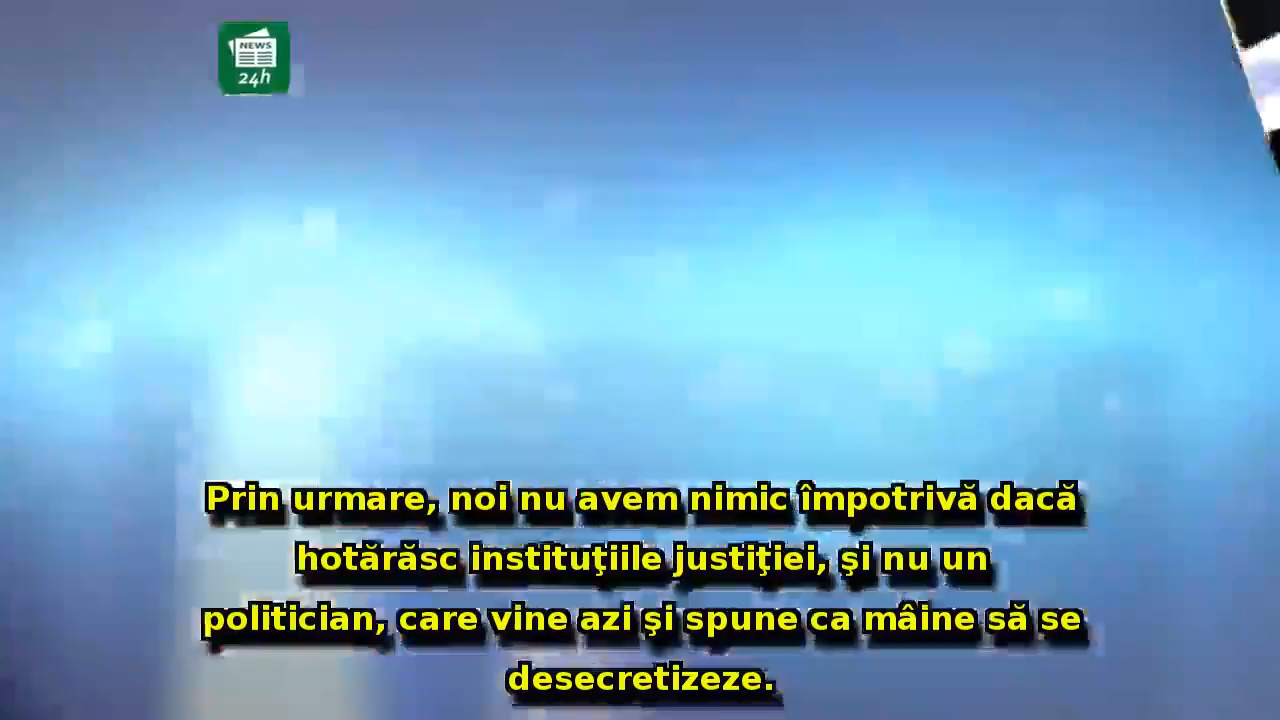 NEWS
24h
Prin urmare, noi nu avem nimic împotrivă dacă
hotărăsc instituţiile justiţiei, şi nu un
politician, care vine azi şi spune ca mâine să se
desecretizeze.